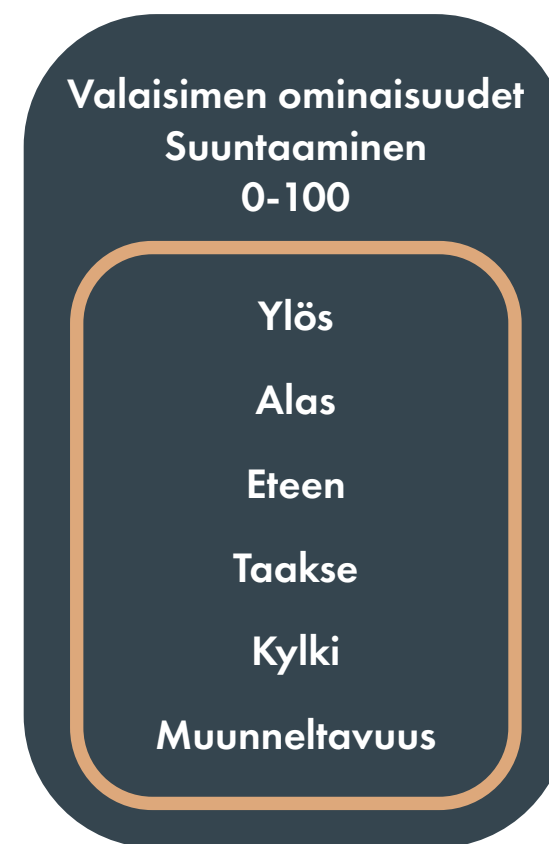 Valaisimen ominaisuudet
Suuntaaminen
0-100
Ylös
Alas
Eteen
Taakse
Kylki
Muunneltavuus